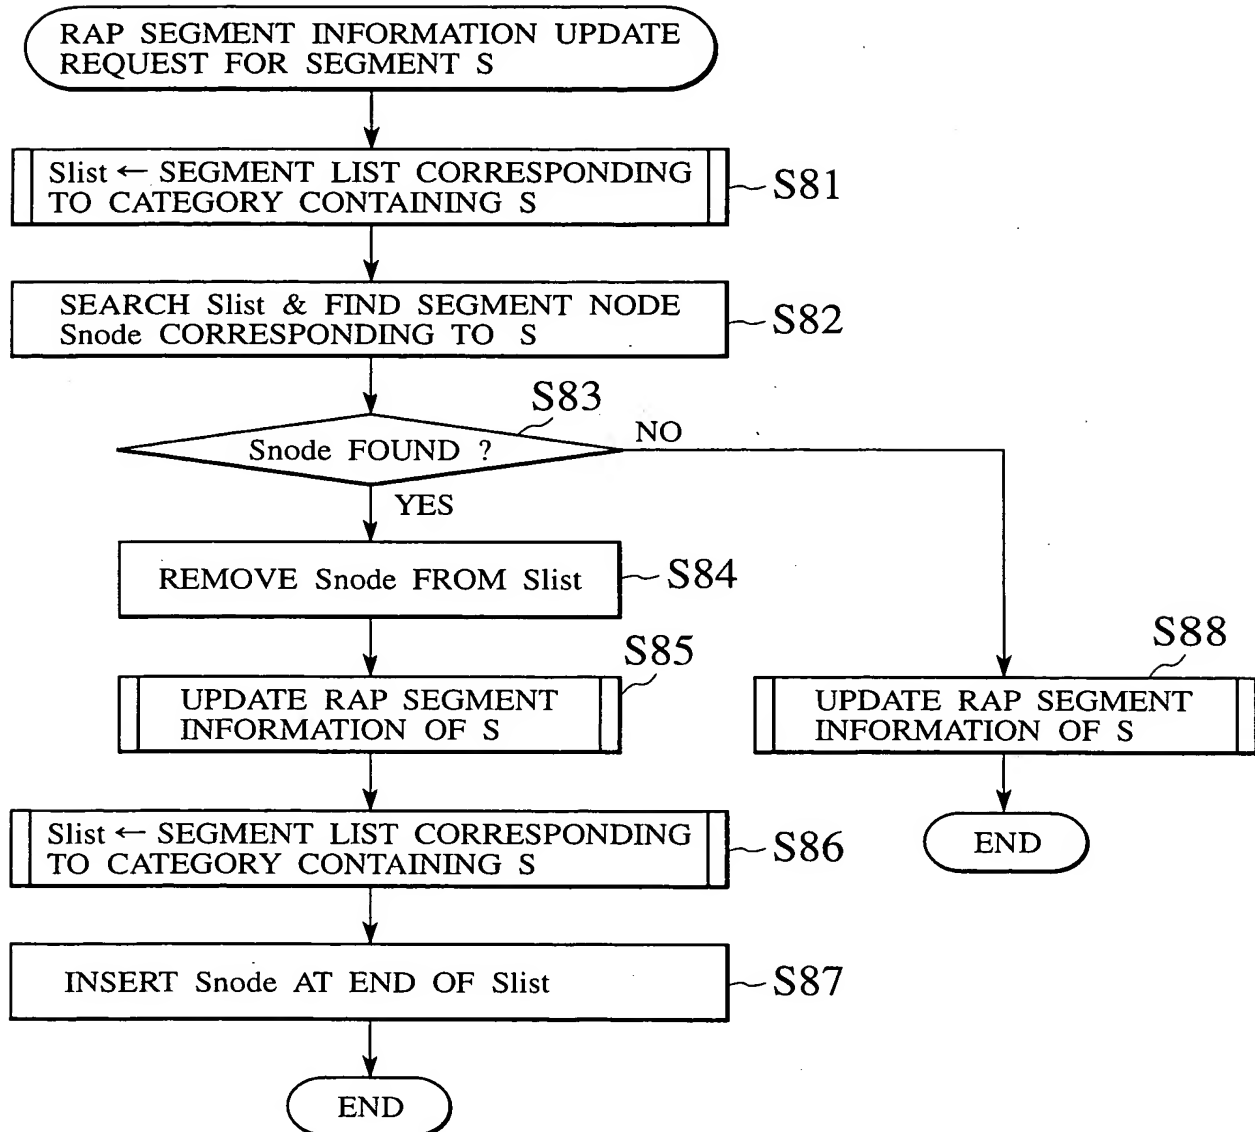 RAP SEGMENT INFORMATION UPDATE
REQUEST FOR SEGMENT S
Slist ← SEGMENT LIST CORRESPONDING
TO CATEGORY CONTAINING S
S81
SEARCH Slist & FIND SEGMENT NODE
Snode CORRESPONDING TO S
S82
S83
Snode FOUND ?
NO
YES
REMOVE Snode FROM Slist
S84
S85
UPDATE RAP SEGMENT
INFORMATION OF S
S88
UPDATE RAP SEGMENT
INFORMATION OF S
Slist ← SEGMENT LIST CORRESPONDING
TO CATEGORY CONTAINING S
S86
END
INSERT Snode AT END OF Slist
S87
END